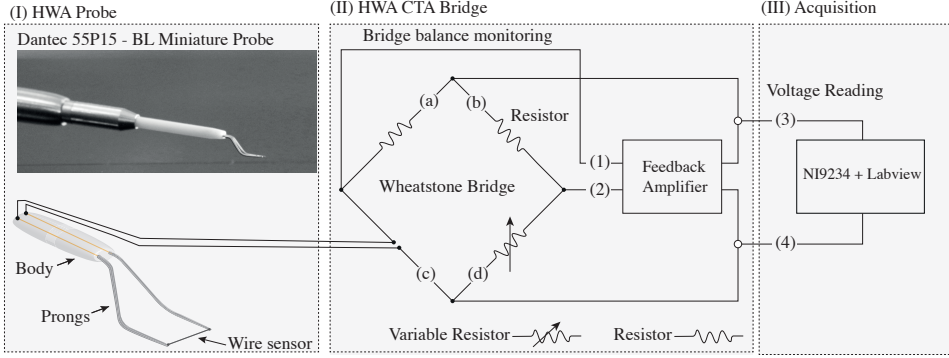 (I) HWA Probe
(II) HWA CTA Bridge
(III) Acquisition
Dantec 55P15 - BL Miniature Probe
Bridge balance monitoring
(a)
(b)
Resistor
Voltage Reading
(3)
(1)
(2)
Feedback
Amplifier
NI9234 + Labview
Wheatstone Bridge
(4)
(c)
(d)
Body
Prongs
Wire sensor
Variable Resistor
Resistor